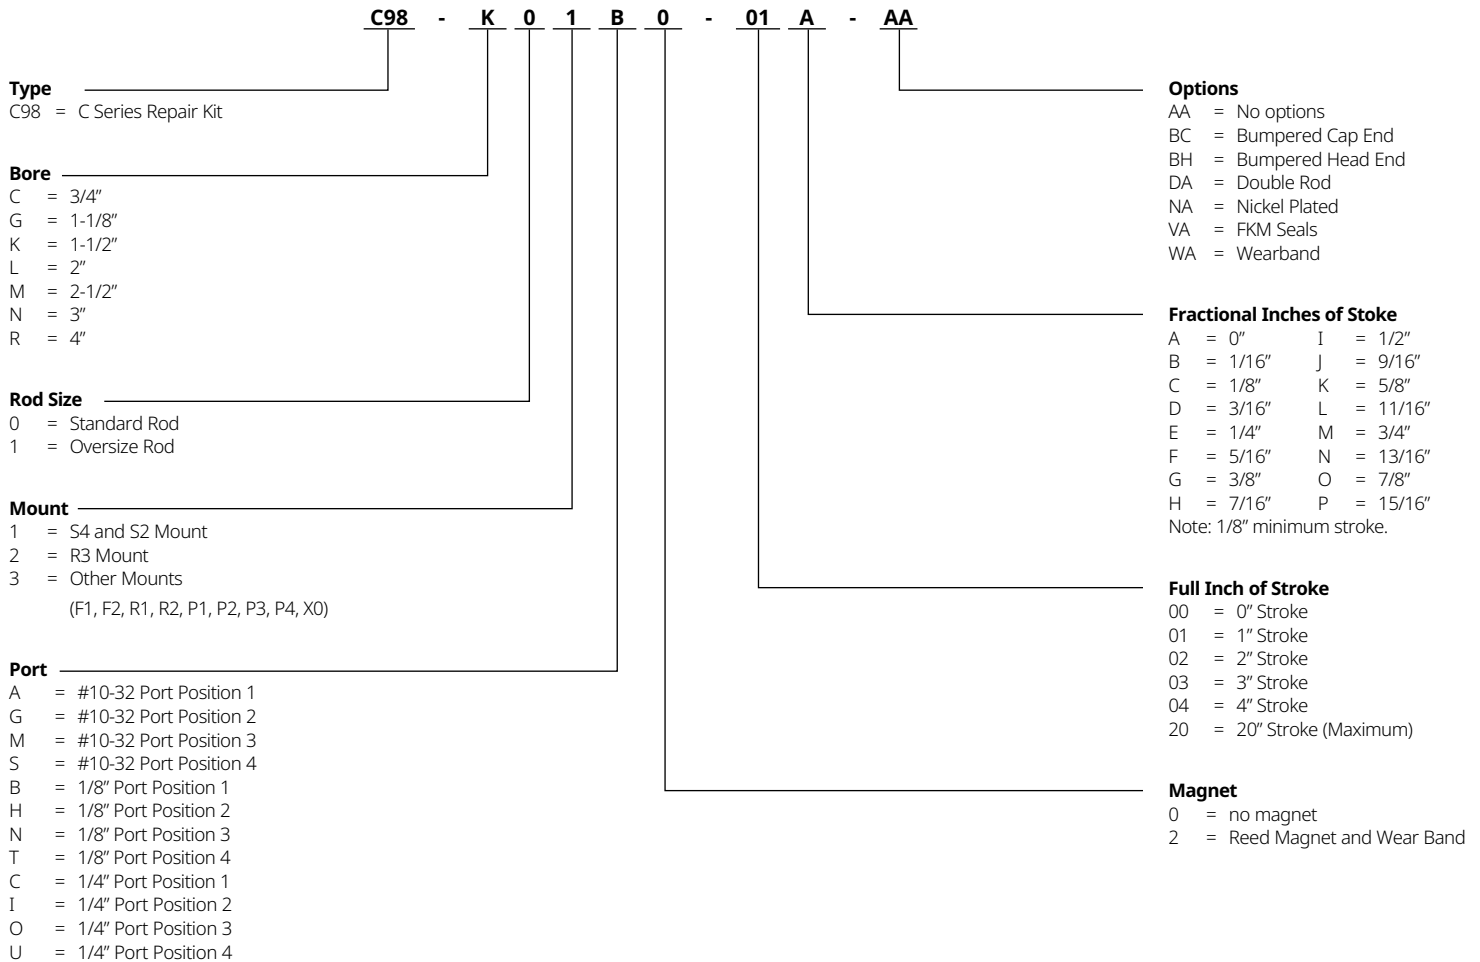 C98 - K 0 1 B 0 - 01 A - AA
Type
C98 = C Series Repair Kit
Bore
C = 3/4”
G = 1-1/8”
K = 1-1/2”
L = 2”
M = 2-1/2”
N = 3”
R = 4”
Rod Size
0 = Standard Rod
1 = Oversize Rod
Mount
1 = S4 and S2 Mount
2 = R3 Mount
3 = Other Mounts
(F1, F2, R1, R2, P1, P2, P3, P4, X0)
Port
A = #10-32 Port Position 1
G = #10-32 Port Position 2
M = #10-32 Port Position 3
S = #10-32 Port Position 4
B = 1/8” Port Position 1
H = 1/8” Port Position 2
N = 1/8” Port Position 3
T = 1/8” Port Position 4
C = 1/4” Port Position 1
I = 1/4” Port Position 2
O = 1/4” Port Position 3
U = 1/4” Port Position 4
Options
AA = No options
BC = Bumpered Cap End
BH = Bumpered Head End
DA = Double Rod
NA = Nickel Plated
VA = FKM Seals
WA = Wearband
Fractional Inches of Stoke
A = 0” I = 1/2”
B = 1/16” J = 9/16”
C = 1/8” K = 5/8”
D = 3/16” L = 11/16”
E = 1/4” M = 3/4”
F = 5/16” N = 13/16”
G = 3/8” O = 7/8”
H = 7/16” P = 15/16”
Note: 1/8” minimum stroke.
Full Inch of Stroke
00 = 0” Stroke
01 = 1” Stroke
02 = 2” Stroke
03 = 3” Stroke
04 = 4” Stroke
20 = 20” Stroke (Maximum)
Magnet
0 = no magnet
2 = Reed Magnet and Wear Band